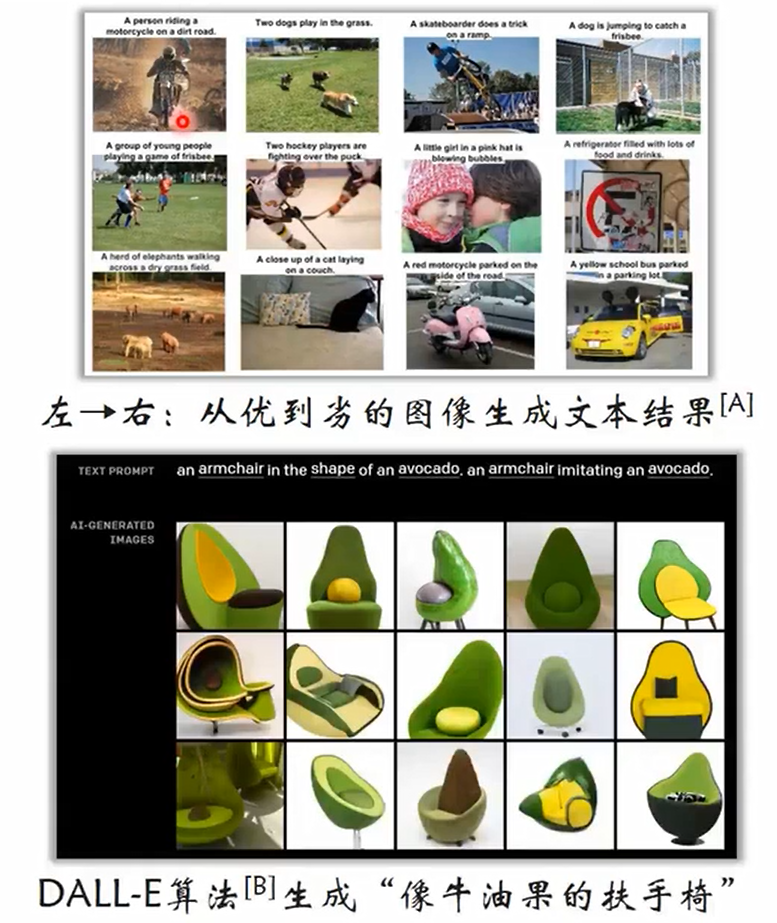 A person riding a
motorcycle on a dirt road.
Two dogs play in the grass.
A skateboarder does a trick
on a ramp.
A dog is jumping to catch a
frisbee.
A group of young people
playing a game of frisbee.
Two hockey players are
fighting over the puck.
A little girl in a pink hat is
blowing bubbles.
A refrigerator filled with lots of
food and drinks.
A herd of elephants walking
across a dry grass field.
A close up of a cat laying
on a couch.
A red motorcycle parked on the
side of the road.
A yellow school bus parked
in a parking lot.
左→右：从优到劣的图像生成文本结果[A]
TEXT PROMPT
an armchair in the shape of an avocado. an armchair imitating an avocado.
AI-GENERATED
IMAGES
DALL-E算法[B]生成“像牛油果的扶手椅”